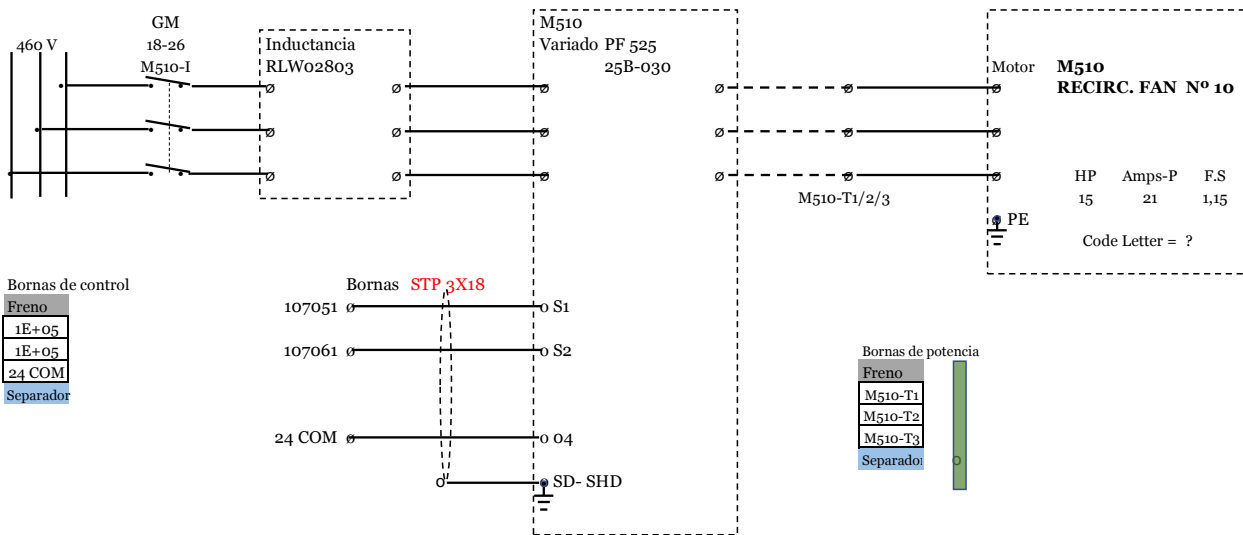 460 V
GM
18-26
M510-I
Inductancia
RLW02803
M510
Variado PF 525
25B-030
Motor M510
RECIRC. FAN Nº 10
M510-T1/2/3
HP Amps-P F.S
15 21 1,15
PE
Code Letter = ?
Bornas de control
Freno
1E+05
1E+05
24 COM
Separador
Bornas STP 3X18
107051
S1
107061
S2
24 COM
04
SD- SHD
Bornas de potencia
Freno
M510-T1
M510-T2
M510-T3
Separador